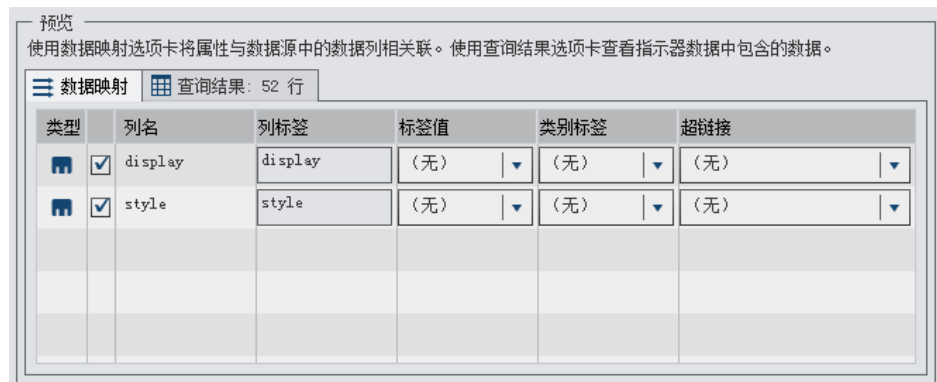 预览
使用数据映射选项卡将属性与数据源中的数据列相关联。使用查询结果选项卡查看指示器数据中包含的数据。
数据映射 查询结果: 52 行
类型 列名 列标签 标签值 类别标签 超链接
display display (无) (无) (无)
style style (无) (无) (无)